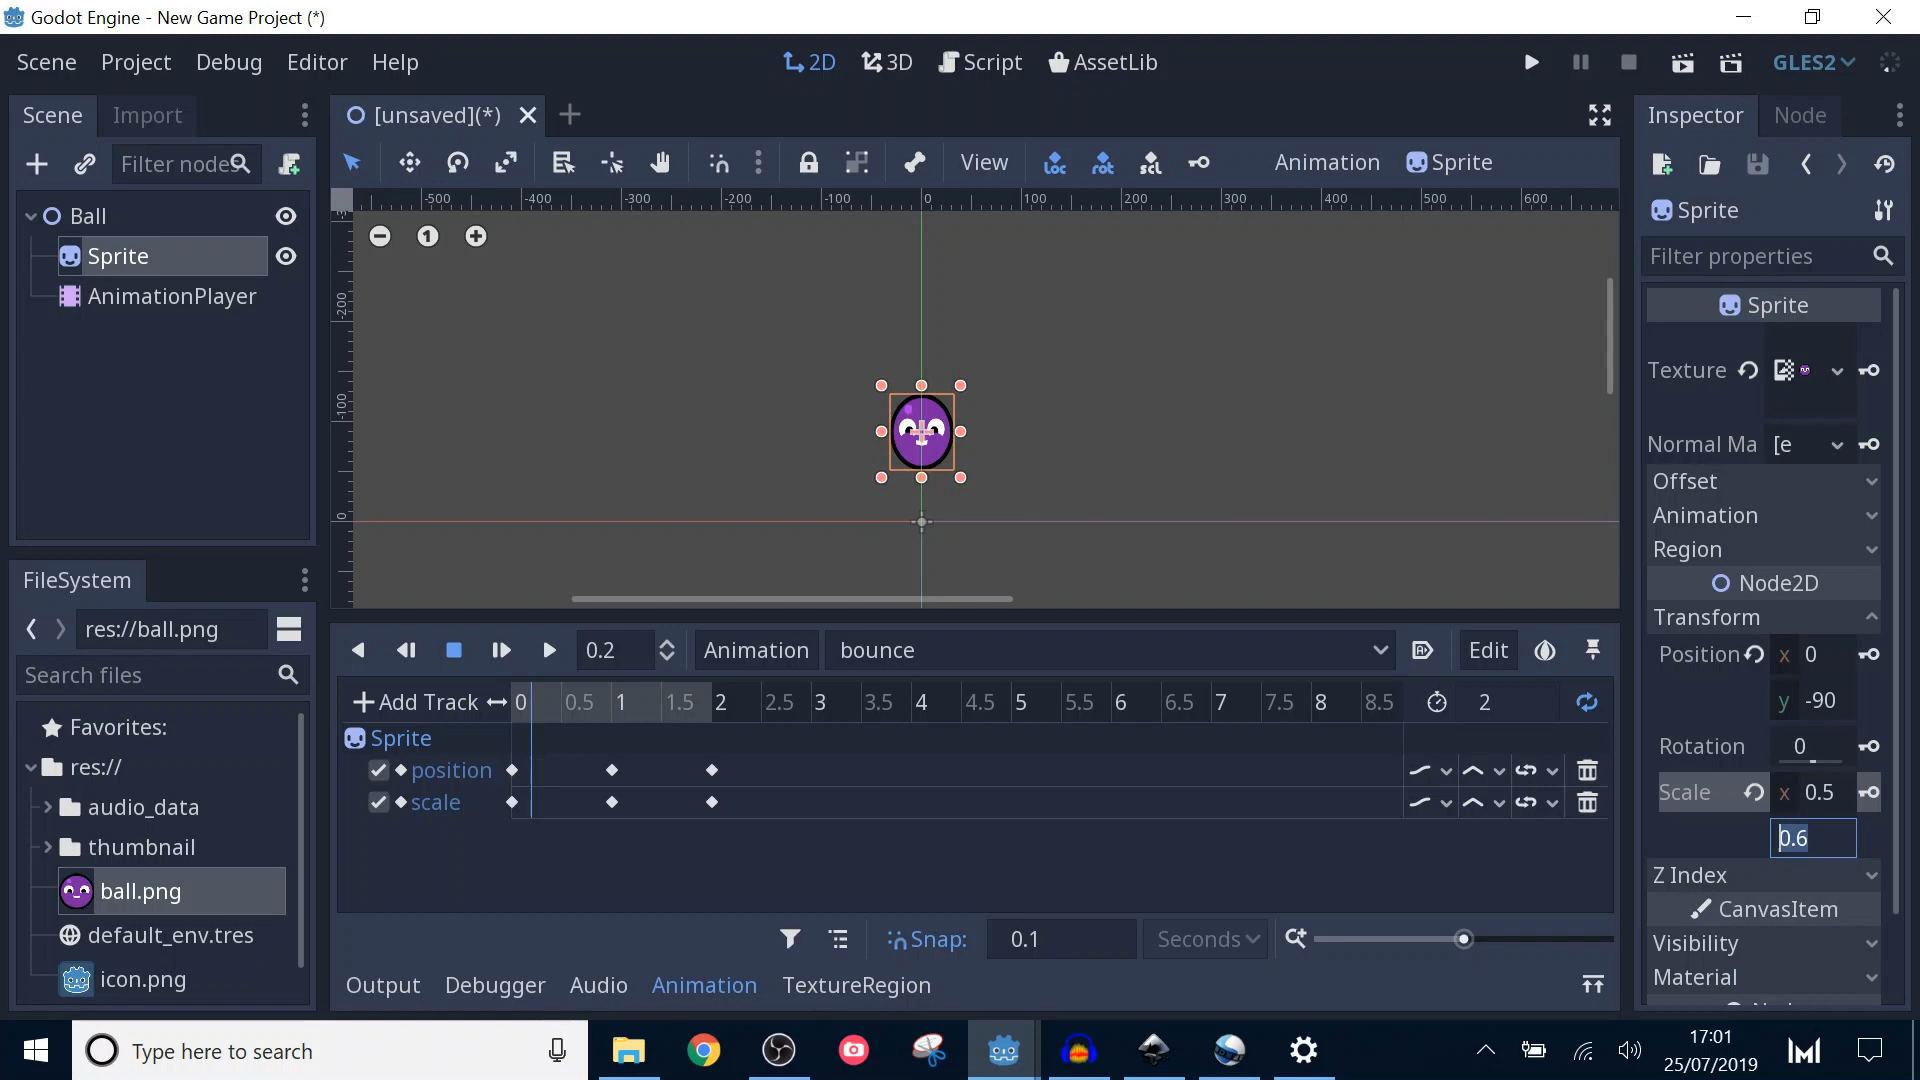 Godot Engine - New Game Project (*)
Scene Project Debug Editor Help
2D 3D Script AssetLib
GLES2
Scene Import
[unsaved](*)
Inspector Node
Filter nodes
View Animation Sprite
Sprite
Ball
Sprite
AnimationPlayer
-500 -400 -300 -200 -100 0 100 200 300 400 500 600
-200
-100
0
Filter properties
Sprite
Texture
Normal Ma [e
Offset
Animation
Region
Node2D
Transform
Position x 0
y -90
Rotation 0
Scale x 0.5
0.6
Z Index
CanvasItem
Visibility
Material
FileSystem
res://ball.png
Search files
Favorites:
res://
audio_data
thumbnail
ball.png
default_env.tres
icon.png
0.2 Animation bounce Edit
Add Track 0 0.5 1 1.5 2 2.5 3 3.5 4 4.5 5 5.5 6 6.5 7 7.5 8 8.5 2
Sprite
position
scale
Snap: 0.1 Seconds
Output Debugger Audio Animation TextureRegion
Type here to search
17:01
25/07/2019